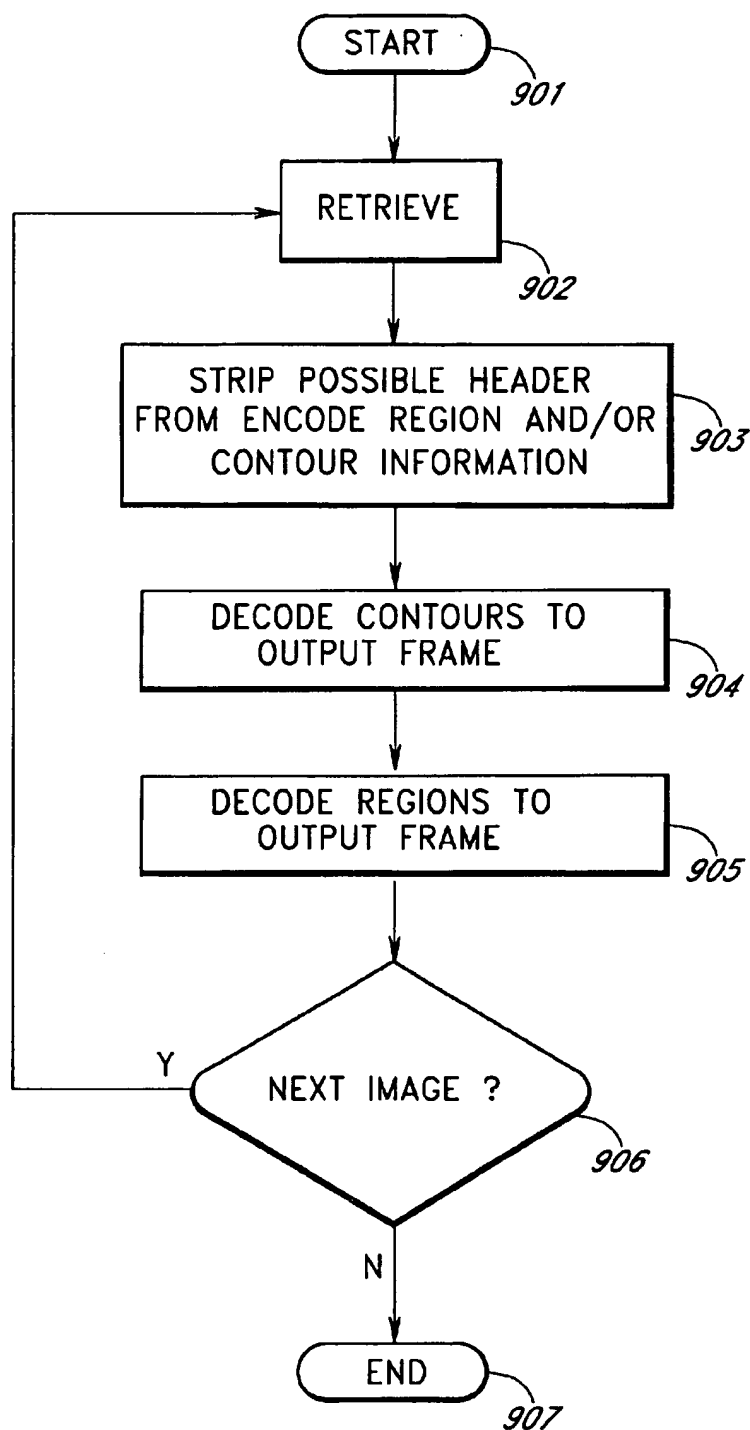 START
901
RETRIEVE
902
STRIP POSSIBLE HEADER
FROM ENCODE REGION AND/OR
CONTOUR INFORMATION
903
DECODE CONTOURS TO
OUTPUT FRAME
904
DECODE REGIONS TO
OUTPUT FRAME
905
Y
NEXT IMAGE ?
906
N
END
907